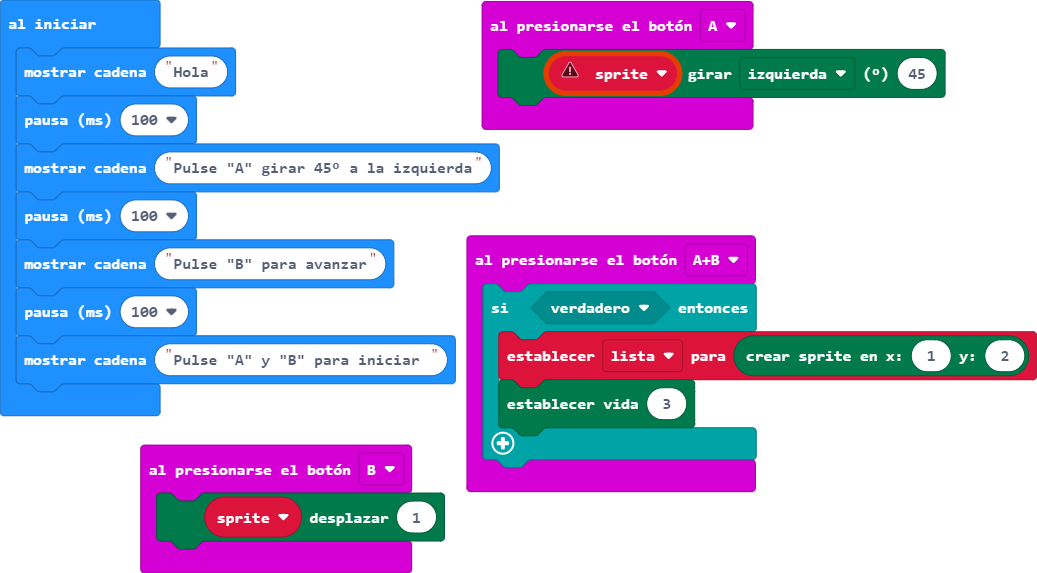 al iniciar
mostrar cadena "Hola"
pausa (ms) 100
mostrar cadena "Pulse "A" girar 45º a la izquierda"
pausa (ms) 100
mostrar cadena "Pulse "B" para avanzar"
pausa (ms) 100
mostrar cadena "Pulse "A" y "B" para iniciar "
al presionarse el botón A
sprite girar izquierda (º) 45
al presionarse el botón A+B
si verdadero entonces
establecer lista para crear sprite en x: 1 y: 2
establecer vida 3
al presionarse el botón B
sprite desplazar 1